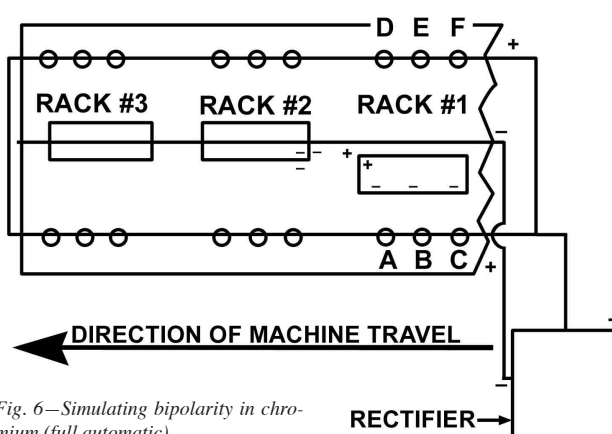 D E F
+
RACK #3 RACK #2 RACK #1
−
− − +
− +
− − −
A B C +
DIRECTION OF MACHINE TRAVEL
−
RECTIFIER
Fig. 6—Simulating bipolarity in chro-
mium (full automatic)